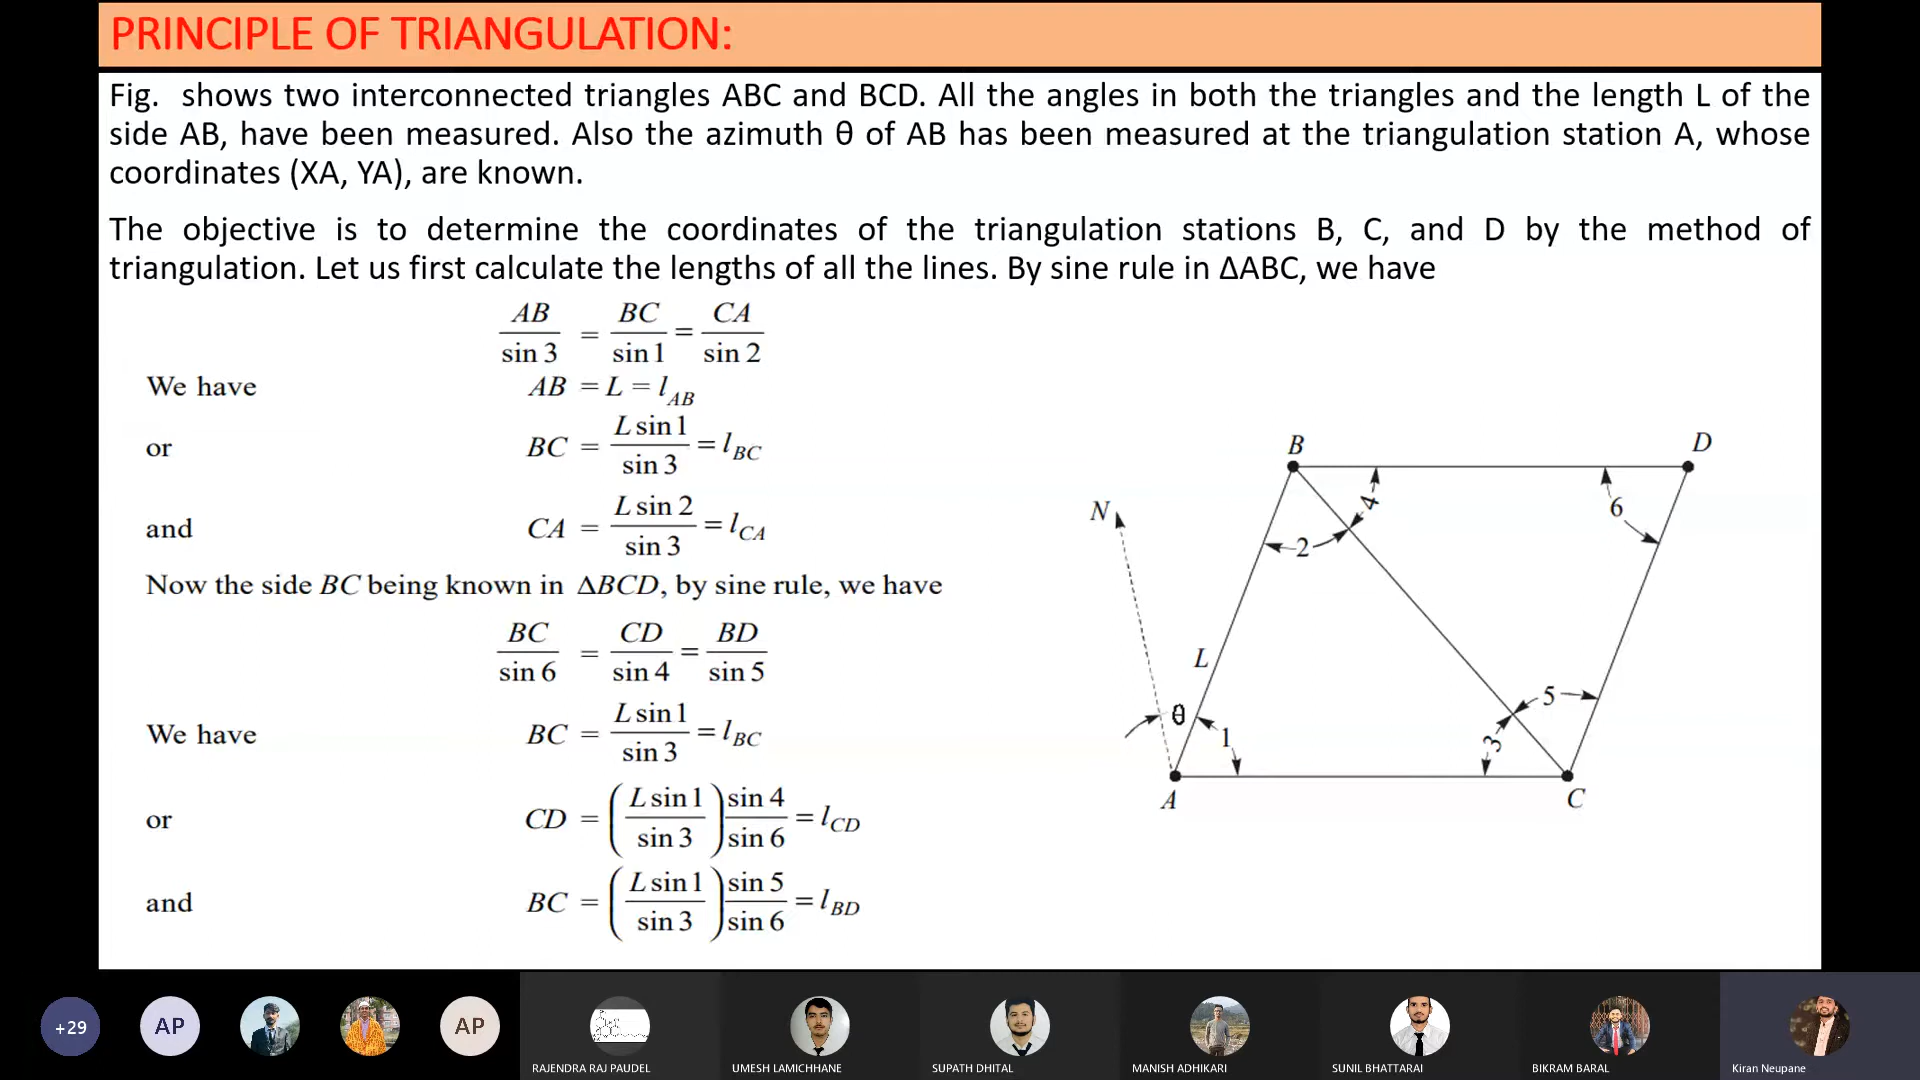 PRINCIPLE OF TRIANGULATION:
Fig. shows two interconnected triangles ABC and BCD. All the angles in both the triangles and the length L of the
side AB, have been measured. Also the azimuth θ of AB has been measured at the triangulation station A, whose
coordinates (XA, YA), are known.
The objective is to determine the coordinates of the triangulation stations B, C, and D by the method of
triangulation. Let us first calculate the lengths of all the lines. By sine rule in ΔABC, we have
AB/sin 3 = BC/sin 1 = CA/sin 2
We have AB = L = l_AB
or BC = L sin 1/sin 3 = l_BC
and CA = L sin 2/sin 3 = l_CA
Now the side BC being known in ΔBCD, by sine rule, we have
BC/sin 6 = CD/sin 4 = BD/sin 5
We have BC = L sin 1/sin 3 = l_BC
or CD = (L sin 1/sin 3) sin 4/sin 6 = l_CD
and BC = (L sin 1/sin 3) sin 5/sin 6 = l_BD
B
D
N
4
6
2
L
θ
1
5
3
A
C
+29
AP
AP
RAJENDRA RAJ PAUDEL
UMESH LAMICHHANE
SUPATH DHITAL
MANISH ADHIKARI
SUNIL BHATTARAI
BIKRAM BARAL
Kiran Neupane